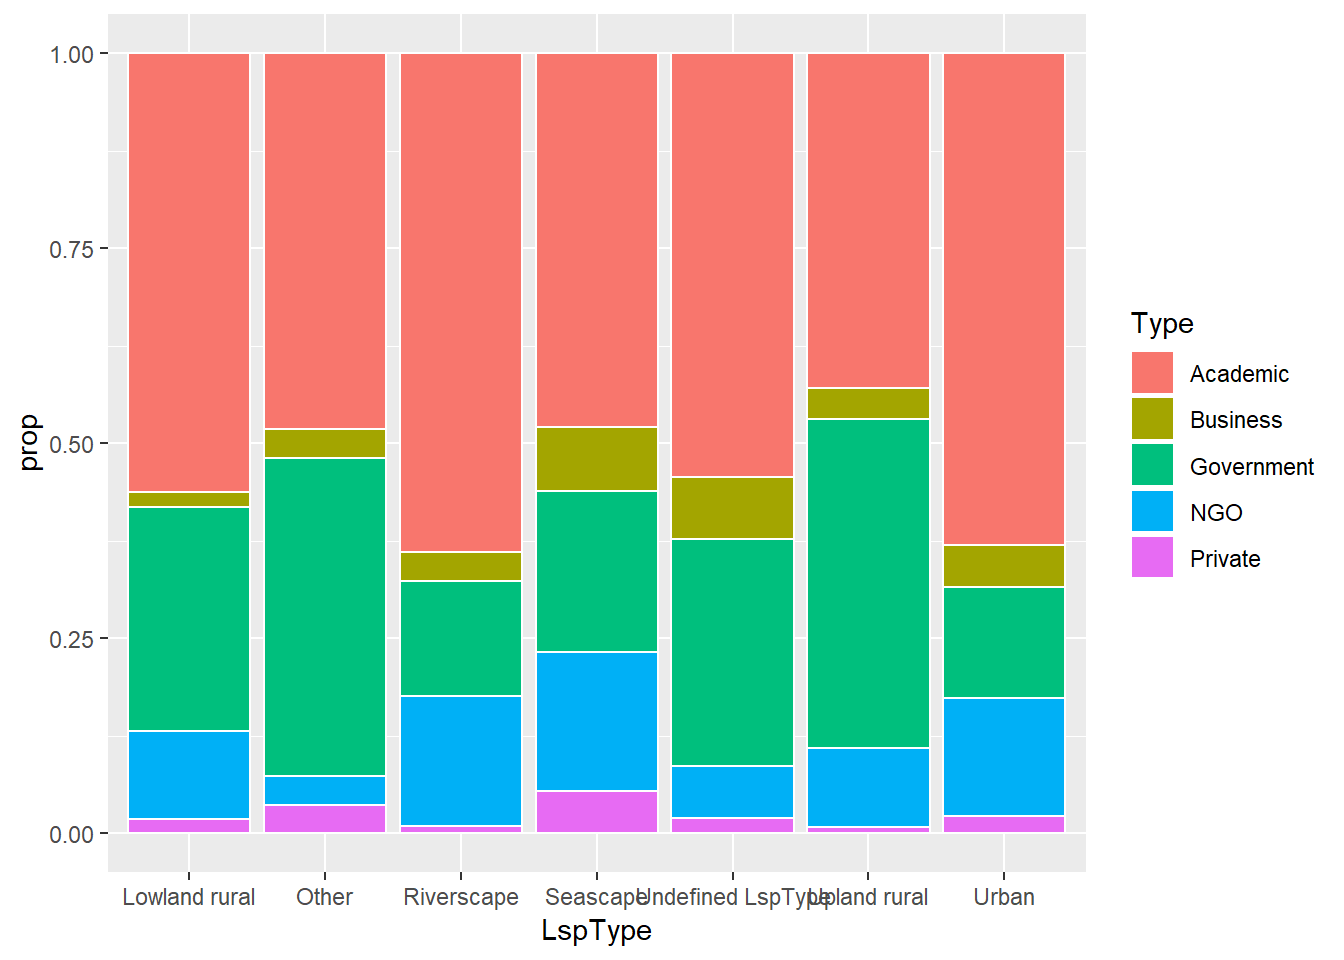 1.00
0.75
0.50
0.25
0.00
prop
Lowland rural
Other
Riverscape
Seascape
Undefined LspType
Upland rural
Urban
LspType
Type
Academic
Business
Government
NGO
Private